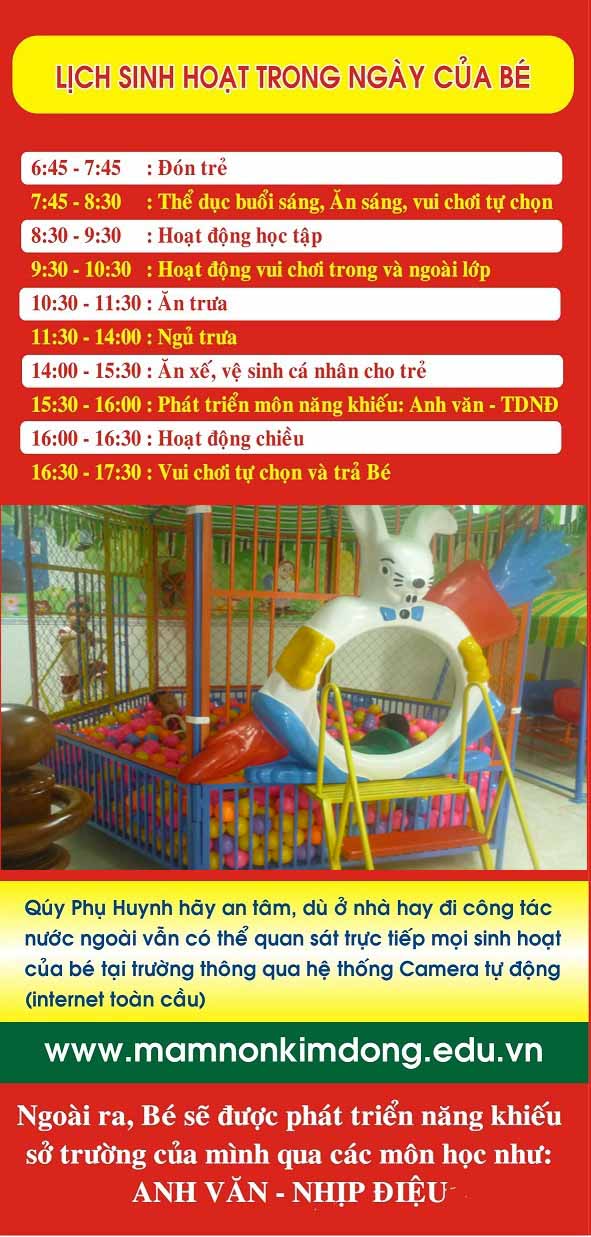 LỊCH SINH HOẠT TRONG NGÀY CỦA BÉ
6:45 - 7:45 : Đón trẻ
7:45 - 8:30 : Thể dục buổi sáng, Ăn sáng, vui chơi tự chọn
8:30 - 9:30 : Hoạt động học tập
9:30 - 10:30 : Hoạt động vui chơi trong và ngoài lớp
10:30 - 11:30 : Ăn trưa
11:30 - 14:00 : Ngủ trưa
14:00 - 15:30 : Ăn xế, vệ sinh cá nhân cho trẻ
15:30 - 16:00 : Phát triển môn năng khiếu: Anh văn - TDNĐ
16:00 - 16:30 : Hoạt động chiều
16:30 - 17:30 : Vui chơi tự chọn và trả Bé
Qúy Phụ Huynh hãy an tâm, dù ở nhà hay đi công tác
nước ngoài vẫn có thể quan sát trực tiếp mọi sinh hoạt
của bé tại trường thông qua hệ thống Camera tự động
(internet toàn cầu)
www.mamnonkimdong.edu.vn
Ngoài ra, Bé sẽ được phát triển năng khiếu
sở trường của mình qua các môn học như:
ANH VĂN - NHỊP ĐIỆU